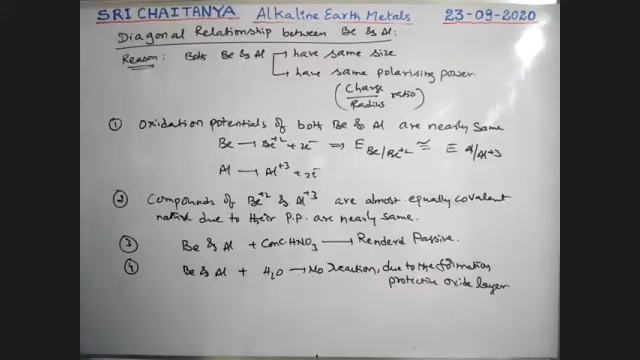 SRI CHAITANYA Alkaline Earth Metals 23-09-2020
Diagonal Relationship between Be & Al:
Reason: Both Be & Al → have same size
→ have same polarising power.
(Charge/Radius ratio)
① Oxidation potentials of both Be & Al are nearly same
Be → Be+2 + 2e- ⇒ E Be/Be+2 ≅ E Al/Al+3
Al → Al+3 + 3e-
② Compounds of Be+2 & Al+3 are almost equally covalent
nature due to their P.P. are nearly same.
③ Be & Al + Conc. HNO3 → Renderd Passive.
④ Be & Al + H2O → No reaction, due to the formation
protective oxide layer.